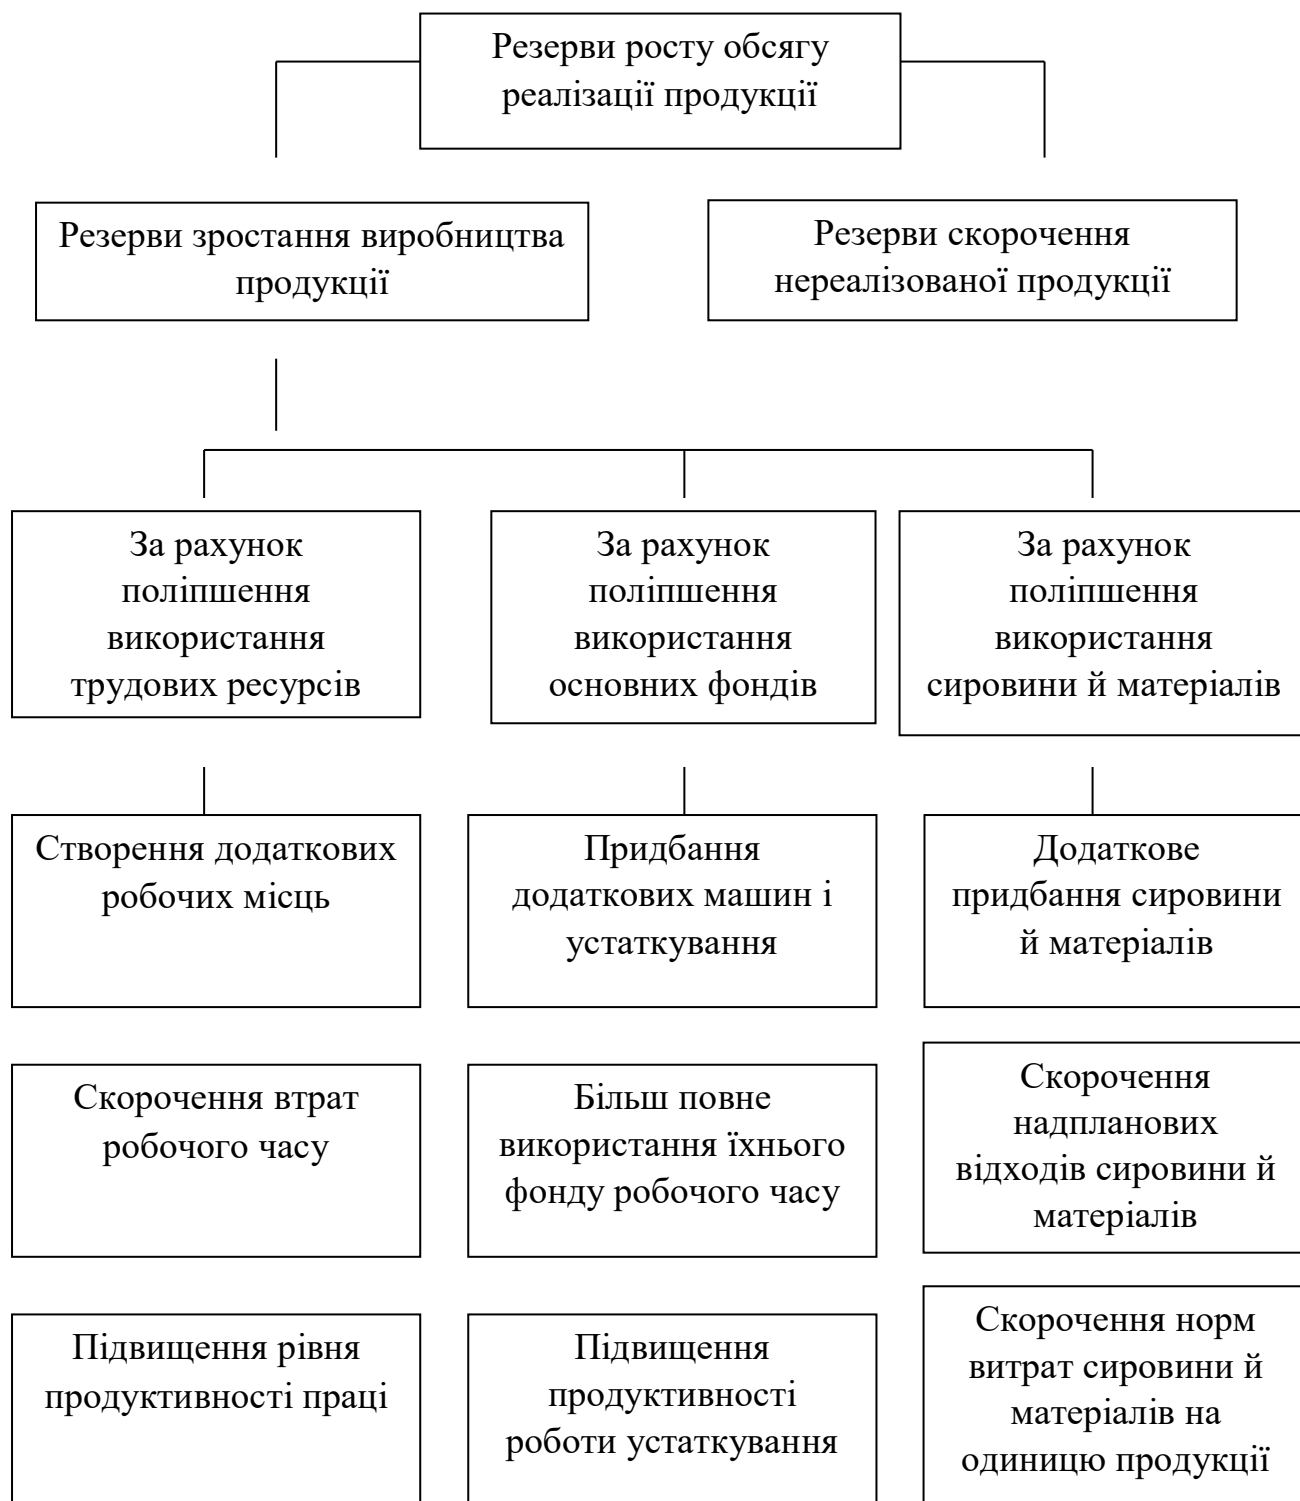 Резерви росту обсягу
реалізації продукції
Резерви зростання виробництва
продукції
Резерви скорочення
нереалізованої продукції
За рахунок
поліпшення
використання
трудових ресурсів
За рахунок
поліпшення
використання
основних фондів
За рахунок
поліпшення
використання
сировини й матеріалів
Створення додаткових
робочих місць
Придбання
додаткових машин і
устаткування
Додаткове
придбання сировини
й матеріалів
Скорочення втрат
робочого часу
Більш повне
використання їхнього
фонду робочого часу
Скорочення
надпланових
відходів сировини й
матеріалів
Підвищення рівня
продуктивності праці
Підвищення
продуктивності
роботи устаткування
Скорочення норм
витрат сировини й
матеріалів на
одиницю продукції